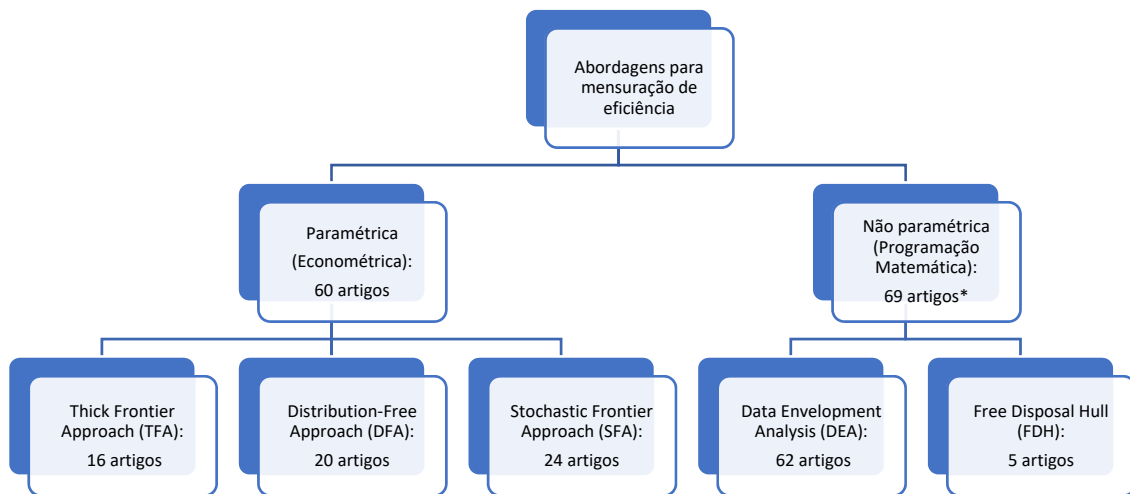 Abordagens para
mensuração de
eficiência
Paramétrica
(Econométrica):
60 artigos
Não paramétrica
(Programação
Matemática):
69 artigos*
Thick Frontier
Approach (TFA):
16 artigos
Distribution-Free
Approach (DFA):
20 artigos
Stochastic Frontier
Approach (SFA):
24 artigos
Data Envelopment
Analysis (DEA):
62 artigos
Free Disposal Hull
(FDH):
5 artigos